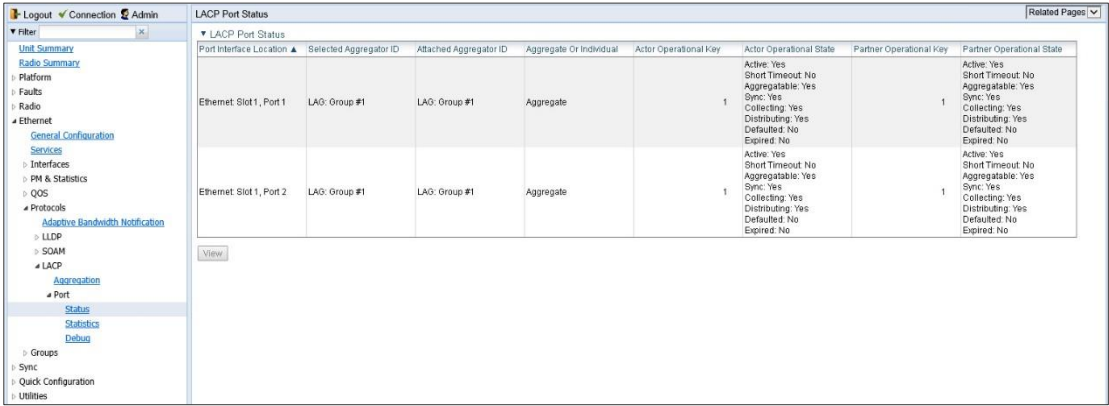 Logout Connection Admin
Filter
Unit Summary
Radio Summary
Platform
Faults
Radio
Ethernet
General Configuration
Services
Interfaces
PM & Statistics
QOS
Protocols
Adaptive Bandwidth Notification
LLDP
SOAM
LACP
Aggregation
Port
Status
Statistics
Debug
Groups
Sync
Quick Configuration
Utilities
LACP Port Status
Related Pages
LACP Port Status
Port Interface Location Selected Aggregator ID Attached Aggregator ID Aggregate Or Individual Actor Operational Key Actor Operational State Partner Operational Key Partner Operational State
Ethernet: Slot 1, Port 1 LAG: Group #1 LAG: Group #1 Aggregate 1
Active: Yes
Short Timeout: No
Aggregatable: Yes
Sync: Yes
Collecting: Yes
Distributing: Yes
Defaulted: No
Expired: No
1
Active: Yes
Short Timeout: No
Aggregatable: Yes
Sync: Yes
Collecting: Yes
Distributing: Yes
Defaulted: No
Expired: No
Ethernet: Slot 1, Port 2 LAG: Group #1 LAG: Group #1 Aggregate 1
Active: Yes
Short Timeout: No
Aggregatable: Yes
Sync: Yes
Collecting: Yes
Distributing: Yes
Defaulted: No
Expired: No
1
Active: Yes
Short Timeout: No
Aggregatable: Yes
Sync: Yes
Collecting: Yes
Distributing: Yes
Defaulted: No
Expired: No
View